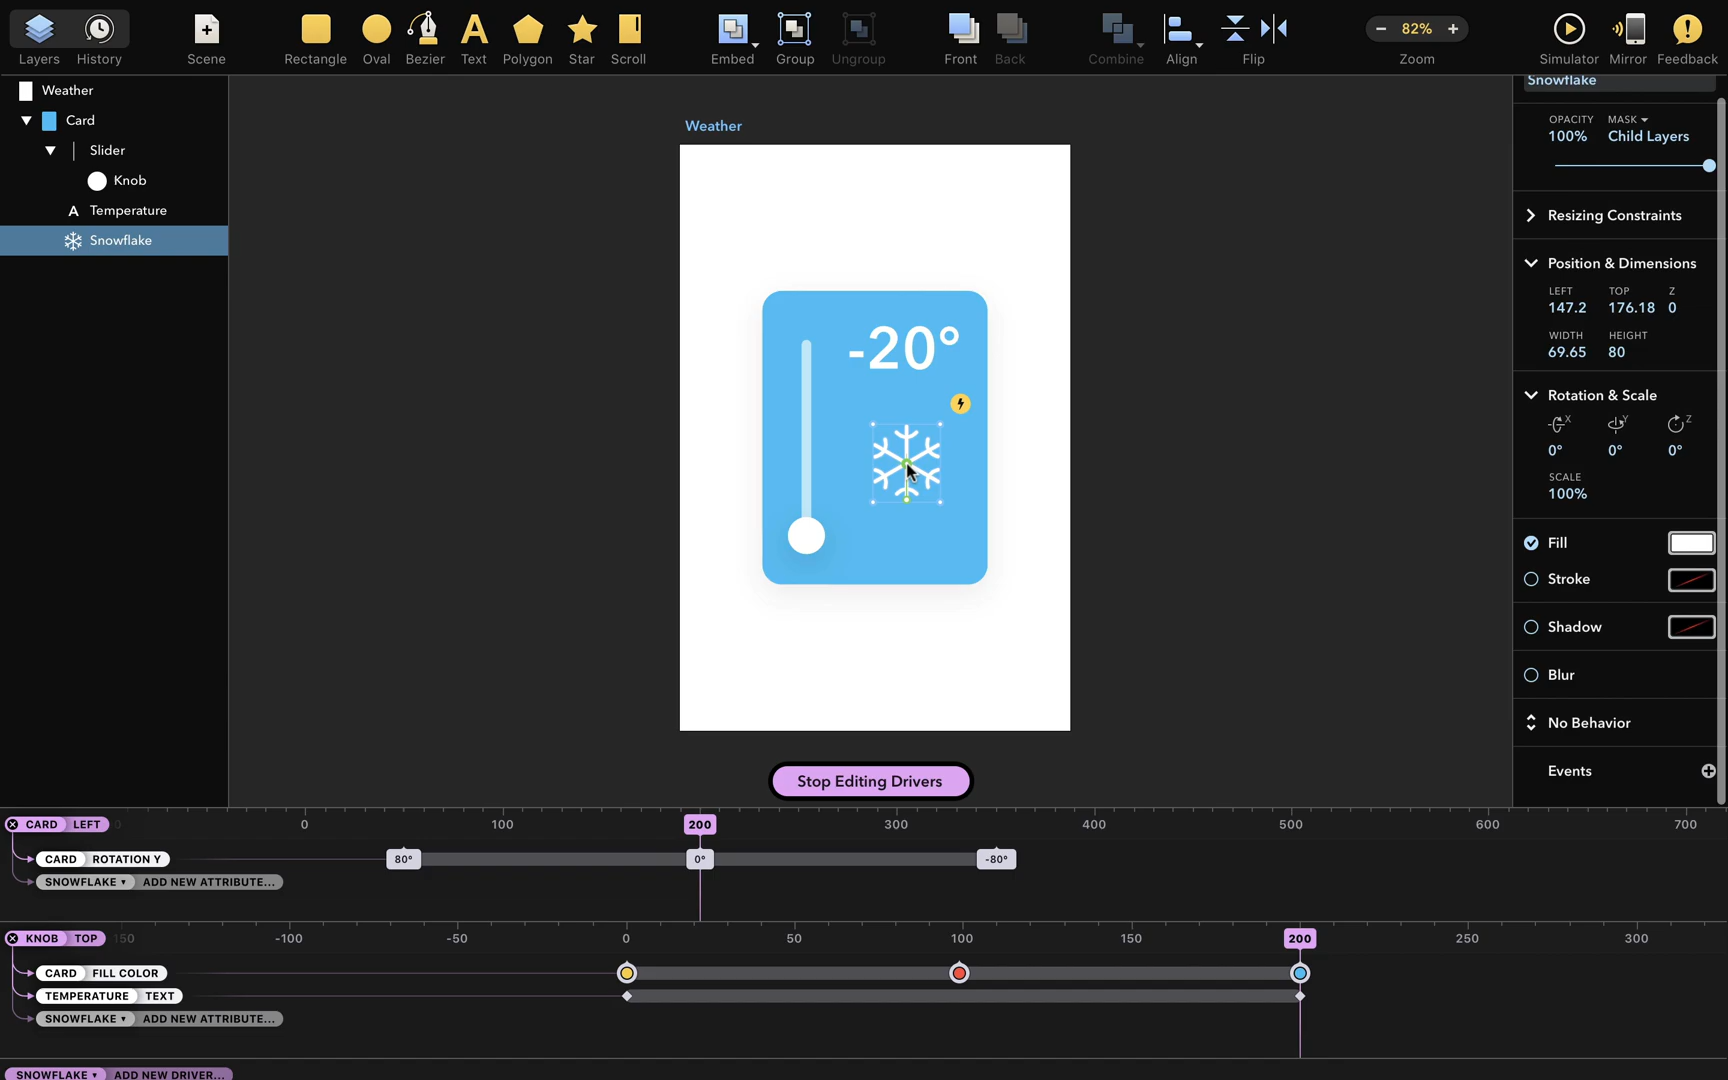 Layers History Scene Rectangle Oval Bezier Text Polygon Star Scroll Embed Group Ungroup Front Back Combine Align Flip 82% Zoom Simulator Mirror Feedback
Weather
Card
Slider
Knob
A Temperature
Snowflake
Weather
-20°
Stop Editing Drivers
Snowflake
OPACITY MASK
100% Child Layers
Resizing Constraints
Position & Dimensions
LEFT TOP Z
147.2 176.18 0
WIDTH HEIGHT
69.65 80
Rotation & Scale
X Y Z
0° 0° 0°
SCALE
100%
Fill
Stroke
Shadow
Blur
No Behavior
Events
CARD LEFT 0 0 100 200 300 400 500 600 700
CARD ROTATION Y 80° 0° -80°
SNOWFLAKE ADD NEW ATTRIBUTE...
KNOB TOP 150 -100 -50 0 50 100 150 200 250 300
CARD FILL COLOR
TEMPERATURE TEXT
SNOWFLAKE ADD NEW ATTRIBUTE...
SNOWFLAKE ADD NEW DRIVER...